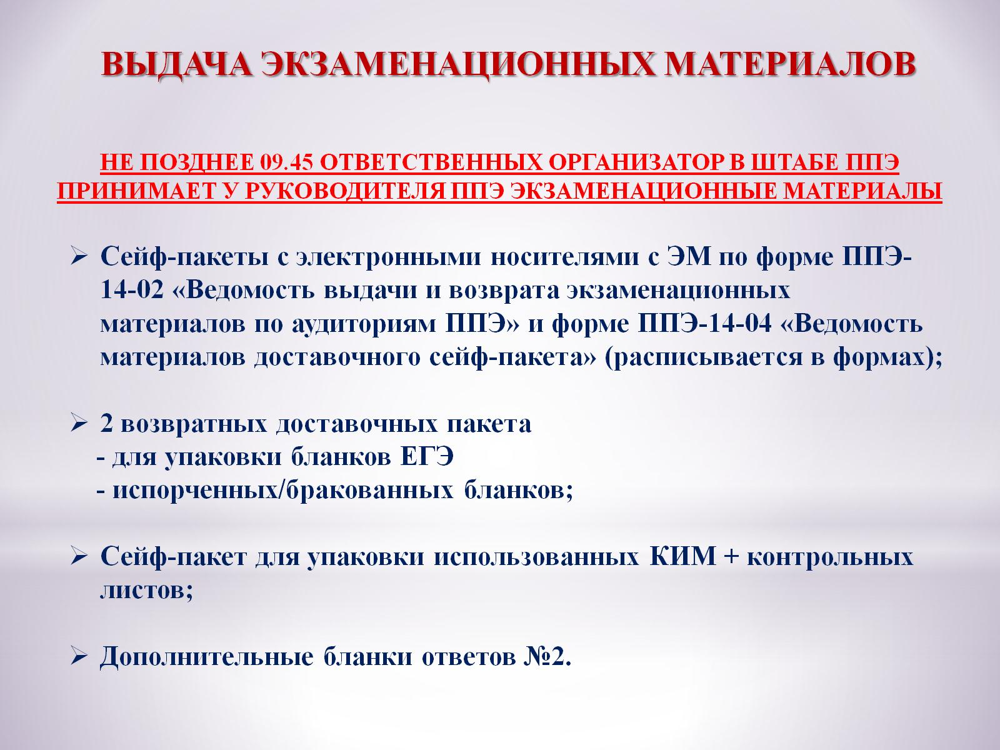 ВЫДАЧА ЭКЗАМЕНАЦИОННЫХ МАТЕРИАЛОВ
НЕ ПОЗДНЕЕ 09.45 ОТВЕТСТВЕННЫХ ОРГАНИЗАТОР В ШТАБЕ ППЭ
ПРИНИМАЕТ У РУКОВОДИТЕЛЯ ППЭ ЭКЗАМЕНАЦИОННЫЕ МАТЕРИАЛЫ
➢ Сейф-пакеты с электронными носителями с ЭМ по форме ППЭ-
14-02 «Ведомость выдачи и возврата экзаменационных
материалов по аудиториям ППЭ» и форме ППЭ-14-04 «Ведомость
материалов доставочного сейф-пакета» (расписывается в формах);
➢ 2 возвратных доставочных пакета
- для упаковки бланков ЕГЭ
- испорченных/бракованных бланков;
➢ Сейф-пакет для упаковки использованных КИМ + контрольных
листов;
➢ Дополнительные бланки ответов №2.